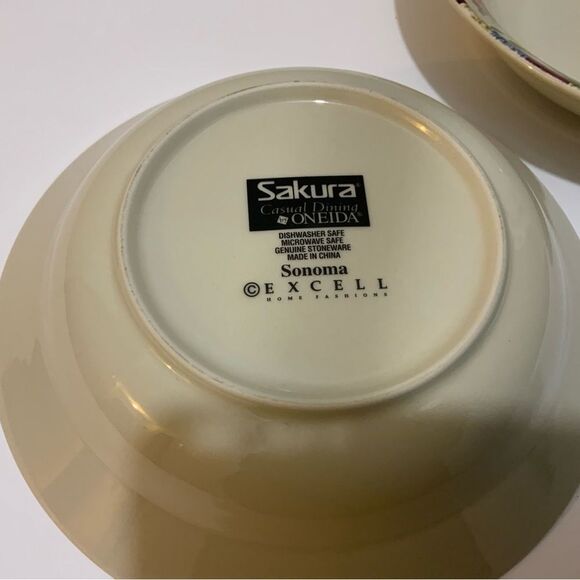 Sakura®
Casual Dining
by ONEIDA®
DISHWASHER SAFE
MICROWAVE SAFE
GENUINE STONEWARE
MADE IN CHINA
Sonoma
©EXCELL
HOME FASHIONS